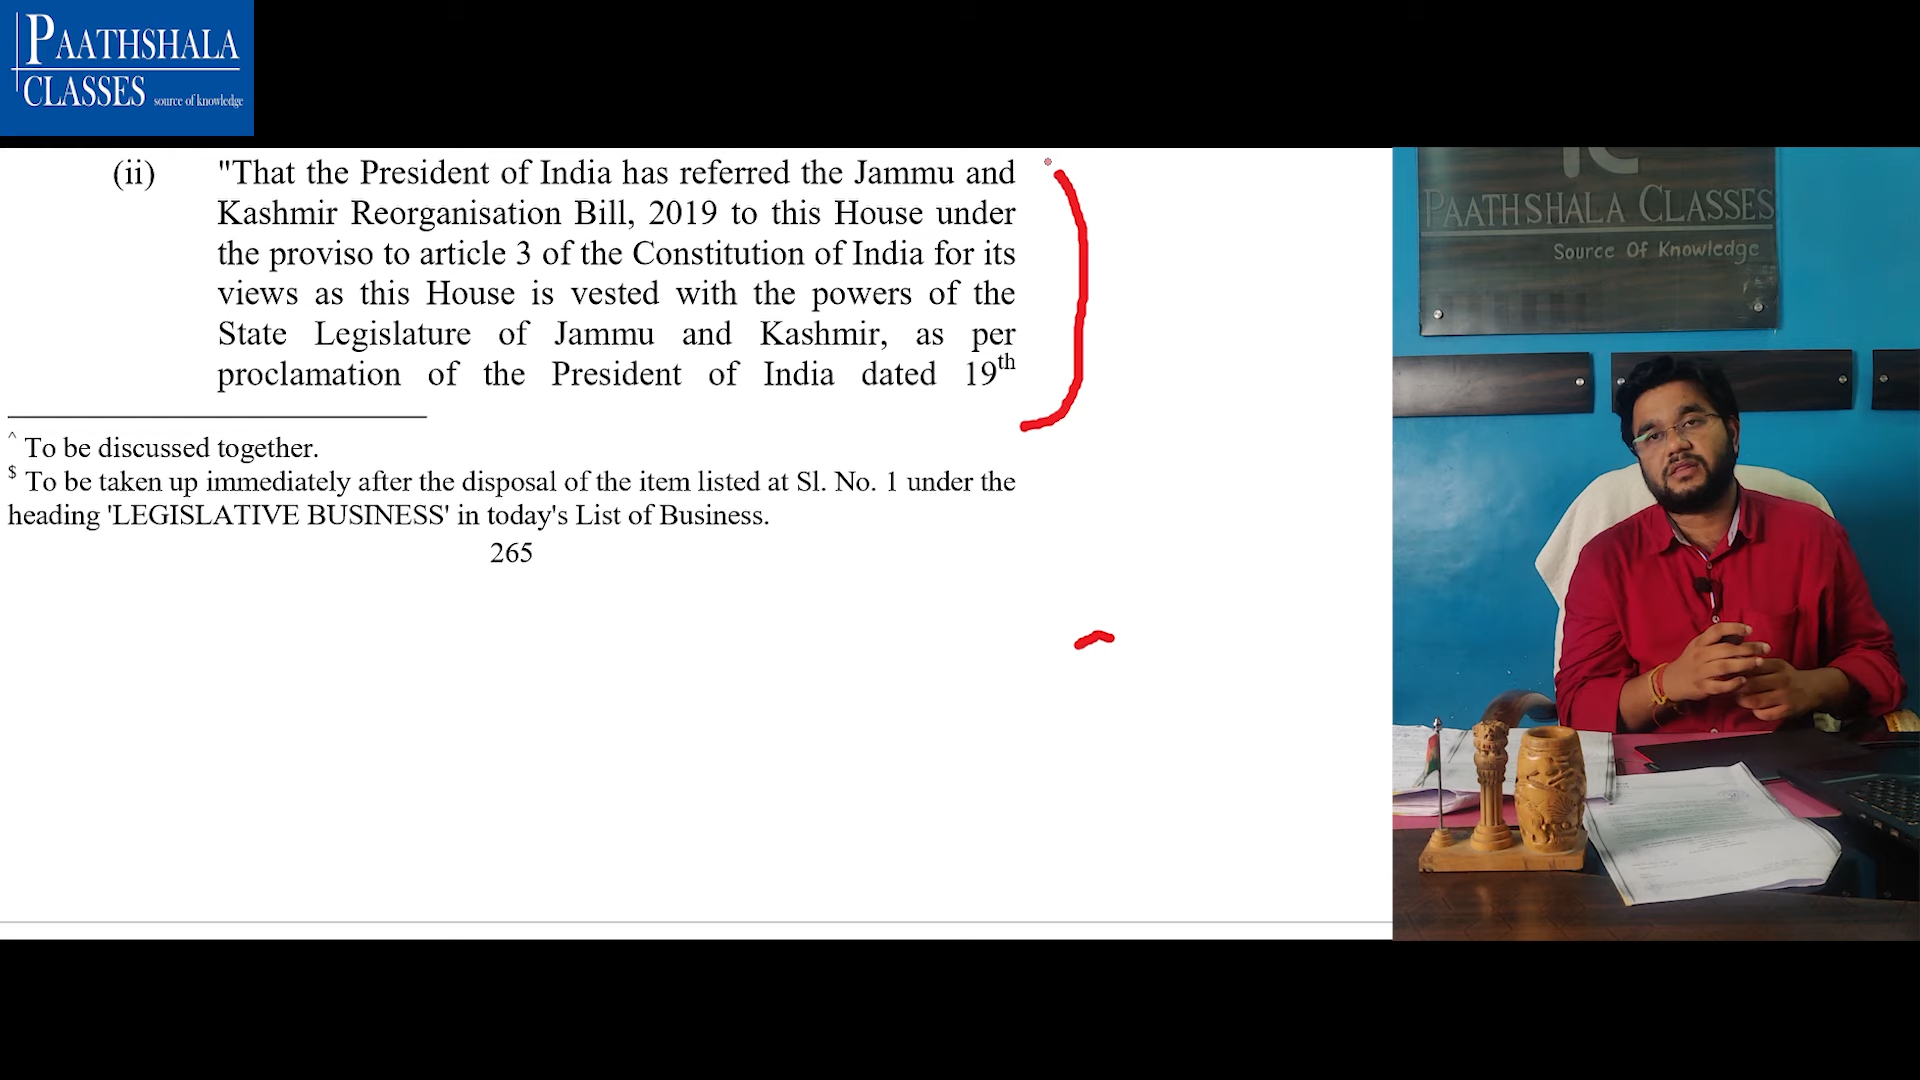 PAATHSHALA
CLASSES source of knowledge
(ii) "That the President of India has referred the Jammu and
Kashmir Reorganisation Bill, 2019 to this House under
the proviso to article 3 of the Constitution of India for its
views as this House is vested with the powers of the
State Legislature of Jammu and Kashmir, as per
proclamation of the President of India dated 19th
^ To be discussed together.
$ To be taken up immediately after the disposal of the item listed at Sl. No. 1 under the
heading 'LEGISLATIVE BUSINESS' in today's List of Business.
265
PAATHSHALA CLASSES
Source Of Knowledge